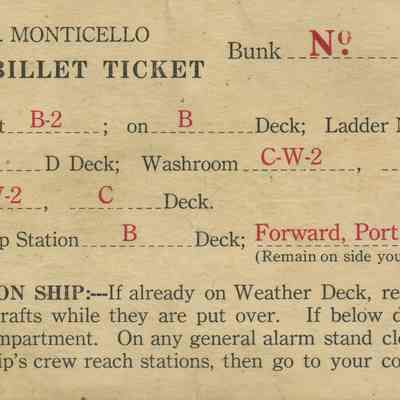 . MONTICELLO
Bunk No.
BILLET TICKET
t B-2 ; on B Deck; Ladder N
D Deck; Washroom C-W-2 ,
-2 , C Deck.
p Station B Deck; Forward, Port
(Remain on side you
ON SHIP:--If already on Weather Deck, re
rafts while they are put over. If below d
mpartment. On any general alarm stand cl
ip's crew reach stations, then go to your co